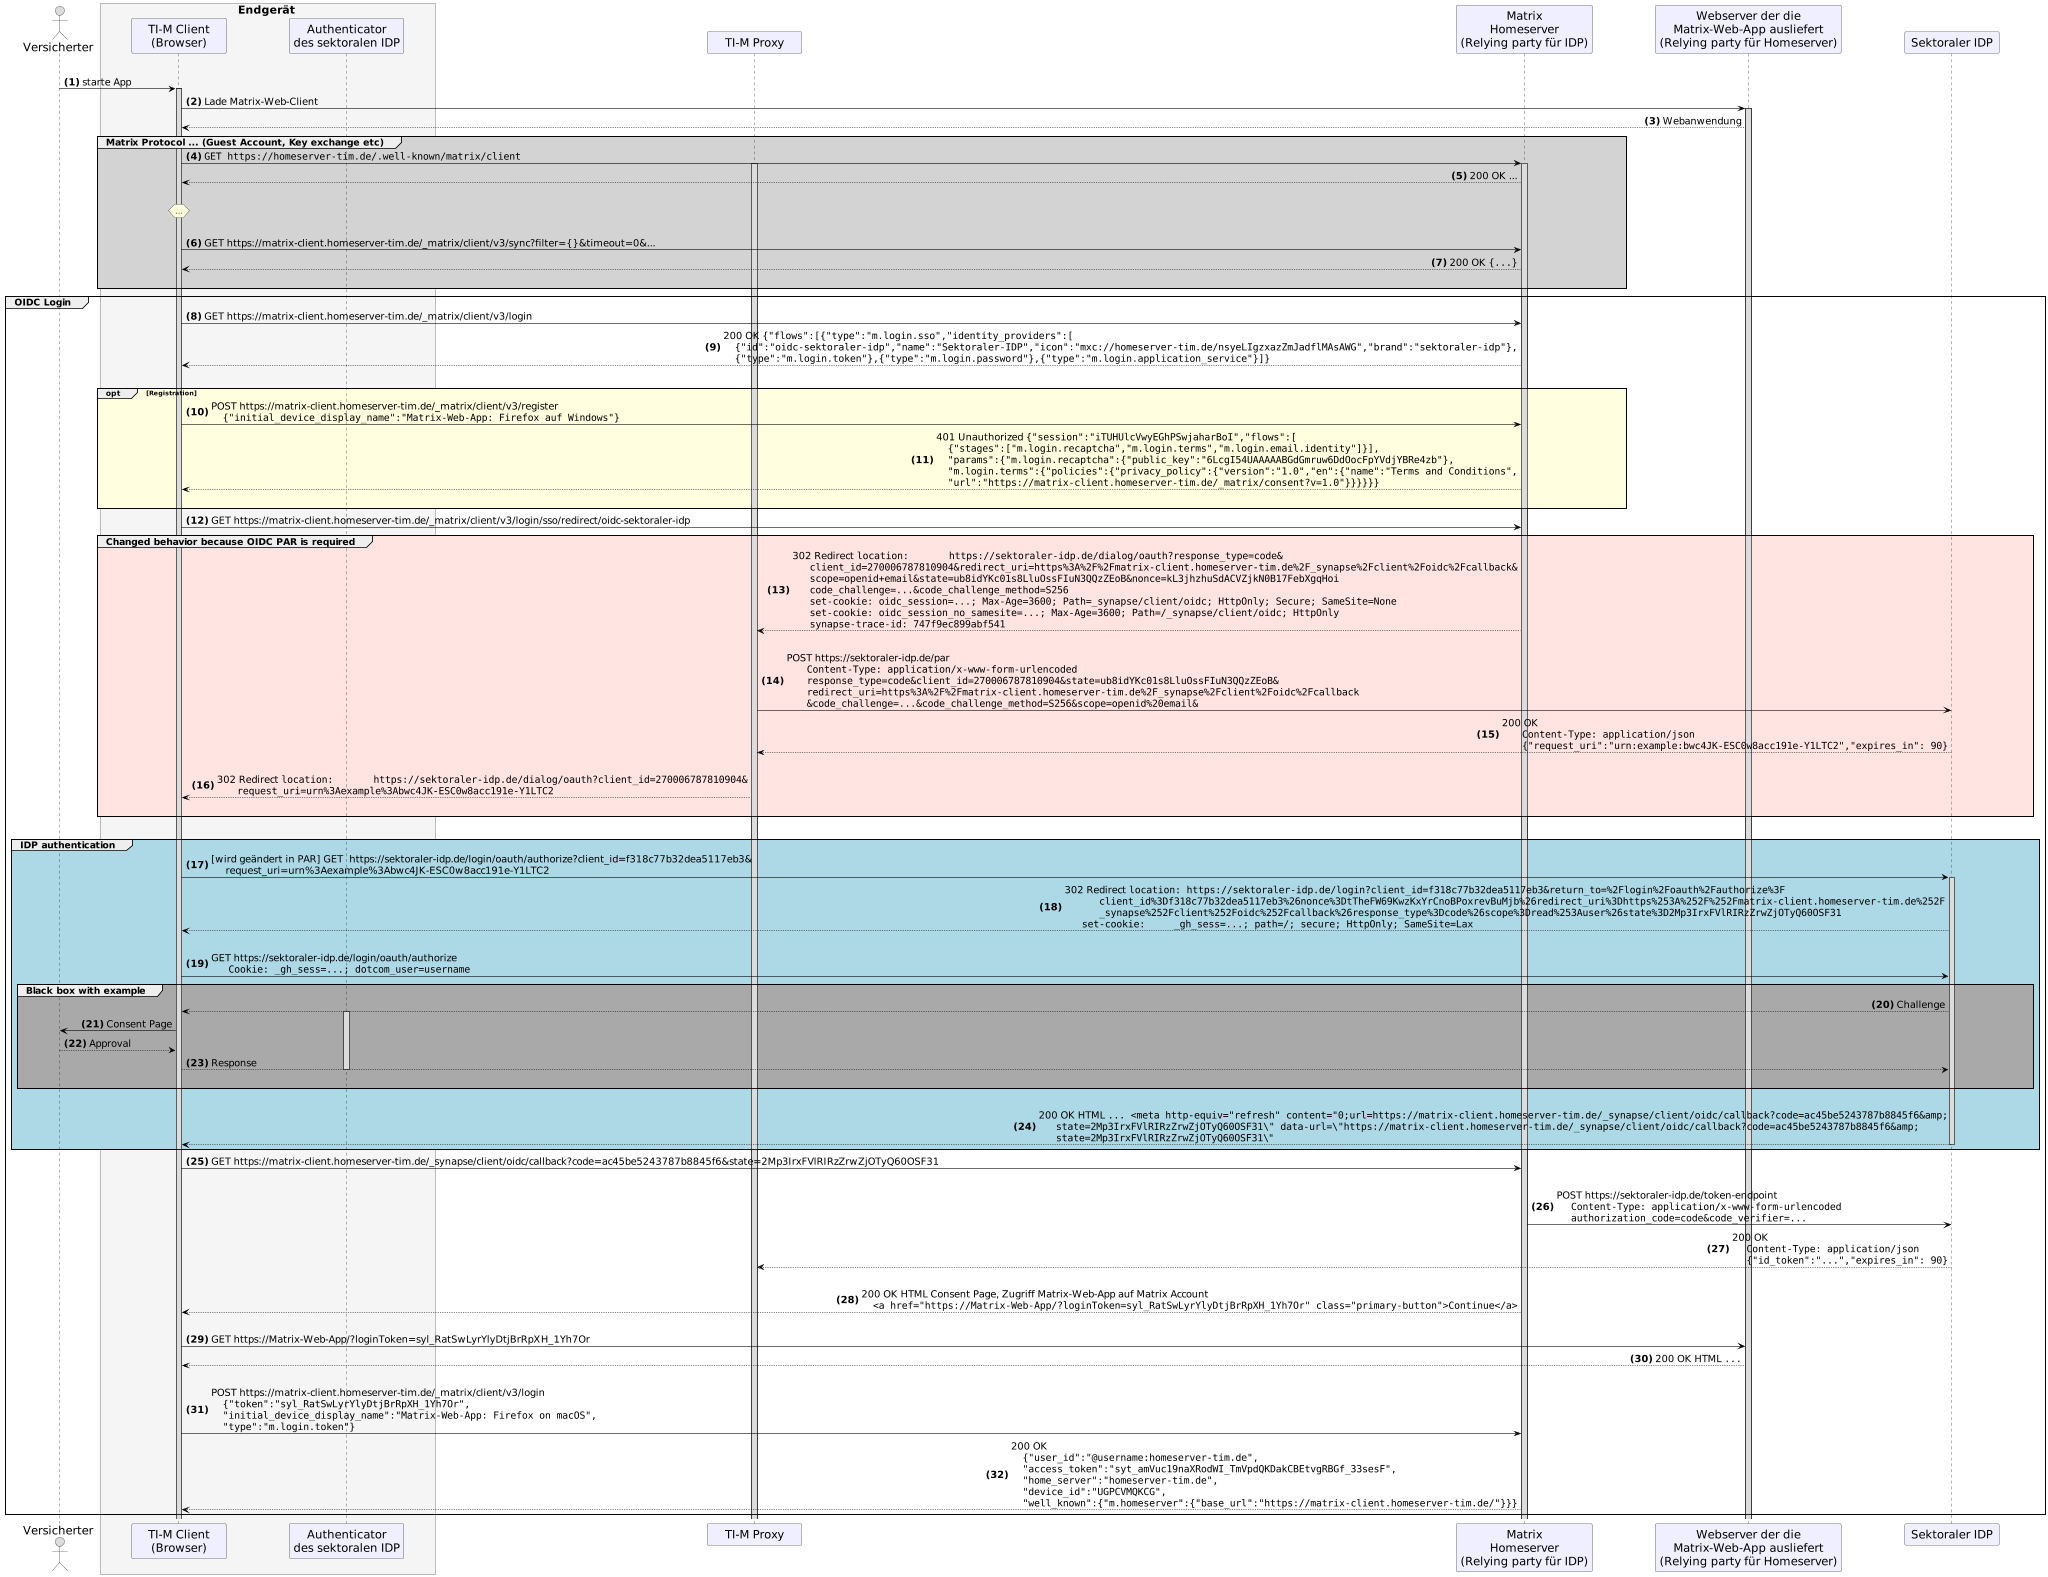 Endgerät
Versicherter
TI-M Client
(Browser)
Authenticator
des sektoralen IDP
TI-M Proxy
Matrix
Homeserver
(Relying party für IDP)
Webserver der die
Matrix-Web-App ausliefert
(Relying party für Homeserver)
Sektoraler IDP
(1) starte App
(2) Lade Matrix-Web-Client
(3) Webanwendung
Matrix Protocol ... (Guest Account, Key exchange etc)
(4) GET https://homeserver-tim.de/.well-known/matrix/client
(5) 200 OK ...
...
(6) GET https://matrix-client.homeserver-tim.de/_matrix/client/v3/sync?filter={}&timeout=0&...
(7) 200 OK {...}
OIDC Login
(8) GET https://matrix-client.homeserver-tim.de/_matrix/client/v3/login
200 OK {"flows":[{"type":"m.login.sso","identity_providers":[
(9) {"id":"oidc-sektoraler-idp","name":"Sektoraler-IDP","icon":"mxc://homeserver-tim.de/nsyeLIgzxazZmJadflMAsAWG","brand":"sektoraler-idp"},
{"type":"m.login.token"},{"type":"m.login.password"},{"type":"m.login.application_service"}]}
opt [Registration]
POST https://matrix-client.homeserver-tim.de/_matrix/client/v3/register
(10) {"initial_device_display_name":"Matrix-Web-App: Firefox auf Windows"}
401 Unauthorized {"session":"iTUHUlcVwyEGhPSwjaharBoI","flows":[
{"stages":["m.login.recaptcha","m.login.terms","m.login.email.identity"]}],
(11) "params":{"m.login.recaptcha":{"public_key":"6LcgI54UAAAAABGdGmruw6DdOocFpYVdjYBRe4zb"},
"m.login.terms":{"policies":{"privacy_policy":{"version":"1.0","en":{"name":"Terms and Conditions",
"url":"https://matrix-client.homeserver-tim.de/_matrix/consent?v=1.0"}}}}}}
(12) GET https://matrix-client.homeserver-tim.de/_matrix/client/v3/login/sso/redirect/oidc-sektoraler-idp
Changed behavior because OIDC PAR is required
302 Redirect location: https://sektoraler-idp.de/dialog/oauth?response_type=code&
client_id=270006787810904&redirect_uri=https%3A%2F%2Fmatrix-client.homeserver-tim.de%2F_synapse%2Fclient%2Foidc%2Fcallback&
scope=openid+email&state=ub8idYKc01s8LluOssFIuN3QQzZEoB&nonce=kL3jhzhuSdACVZjkN0B17FebXgqHoi
(13) code_challenge=...&code_challenge_method=S256
set-cookie: oidc_session=...; Max-Age=3600; Path=_synapse/client/oidc; HttpOnly; Secure; SameSite=None
set-cookie: oidc_session_no_samesite=...; Max-Age=3600; Path=/_synapse/client/oidc; HttpOnly
synapse-trace-id: 747f9ec899abf541
POST https://sektoraler-idp.de/par
Content-Type: application/x-www-form-urlencoded
(14) response_type=code&client_id=270006787810904&state=ub8idYKc01s8LluOssFIuN3QQzZEoB&
redirect_uri=https%3A%2F%2Fmatrix-client.homeserver-tim.de%2F_synapse%2Fclient%2Foidc%2Fcallback
&code_challenge=...&code_challenge_method=S256&scope=openid%20email&
200 OK
(15) Content-Type: application/json
{"request_uri":"urn:example:bwc4JK-ESC0w8acc191e-Y1LTC2","expires_in": 90}
(16) 302 Redirect location: https://sektoraler-idp.de/dialog/oauth?client_id=270006787810904&
request_uri=urn%3Aexample%3Abwc4JK-ESC0w8acc191e-Y1LTC2
IDP authentication
(17) [wird geändert in PAR] GET https://sektoraler-idp.de/login/oauth/authorize?client_id=f318c77b32dea5117eb3&
request_uri=urn%3Aexample%3Abwc4JK-ESC0w8acc191e-Y1LTC2
302 Redirect location: https://sektoraler-idp.de/login?client_id=f318c77b32dea5117eb3&return_to=%2Flogin%2Foauth%2Fauthorize%3F
(18) client_id%3Df318c77b32dea5117eb3%26nonce%3DtTheFW69KwzKxYrCnoBPoxrevBuMjb%26redirect_uri%3Dhttps%253A%252F%252Fmatrix-client.homeserver-tim.de%252F
_synapse%252Fclient%252Foidc%252Fcallback%26response_type%3Dcode%26scope%3Dread%253Auser%26state%3D2Mp3IrxFVlRIRzZrwZjOTyQ60OSF31
set-cookie: _gh_sess=...; path=/; secure; HttpOnly; SameSite=Lax
(19) GET https://sektoraler-idp.de/login/oauth/authorize
Cookie: _gh_sess=...; dotcom_user=username
Black box with example
(20) Challenge
(21) Consent Page
(22) Approval
(23) Response
200 OK HTML ... <meta http-equiv="refresh" content="0;url=https://matrix-client.homeserver-tim.de/_synapse/client/oidc/callback?code=ac45be5243787b8845f6&amp;
(24) state=2Mp3IrxFVlRIRzZrwZjOTyQ60OSF31\" data-url=\"https://matrix-client.homeserver-tim.de/_synapse/client/oidc/callback?code=ac45be5243787b8845f6&amp;
state=2Mp3IrxFVlRIRzZrwZjOTyQ60OSF31\"
(25) GET https://matrix-client.homeserver-tim.de/_synapse/client/oidc/callback?code=ac45be5243787b8845f6&state=2Mp3IrxFVlRIRzZrwZjOTyQ60OSF31
POST https://sektoraler-idp.de/token-endpoint
(26) Content-Type: application/x-www-form-urlencoded
authorization_code=code&code_verifier=...
200 OK
(27) Content-Type: application/json
{"id_token":"...","expires_in": 90}
(28) 200 OK HTML Consent Page, Zugriff Matrix-Web-App auf Matrix Account
<a href="https://Matrix-Web-App/?loginToken=syl_RatSwLyrYlyDtjBrRpXH_1Yh7Or" class="primary-button">Continue</a>
(29) GET https://Matrix-Web-App/?loginToken=syl_RatSwLyrYlyDtjBrRpXH_1Yh7Or
(30) 200 OK HTML ...
POST https://matrix-client.homeserver-tim.de/_matrix/client/v3/login
(31) {"token":"syl_RatSwLyrYlyDtjBrRpXH_1Yh7Or",
"initial_device_display_name":"Matrix-Web-App: Firefox on macOS",
"type":"m.login.token"}
200 OK
{"user_id":"@username:homeserver-tim.de",
(32) "access_token":"syt_amVuc19naXRodWI_TmVpdQKDakCBEtvgRBGf_33sesF",
"home_server":"homeserver-tim.de",
"device_id":"UGPCVMQKCG",
"well_known":{"m.homeserver":{"base_url":"https://matrix-client.homeserver-tim.de/"}}}
Versicherter
TI-M Client
(Browser)
Authenticator
des sektoralen IDP
TI-M Proxy
Matrix
Homeserver
(Relying party für IDP)
Webserver der die
Matrix-Web-App ausliefert
(Relying party für Homeserver)
Sektoraler IDP